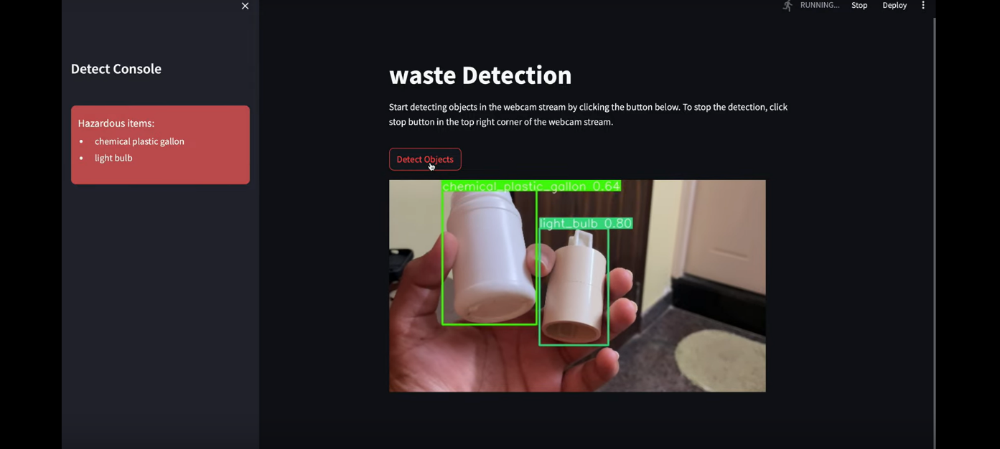 RUNNING...
Stop
Deploy
Detect Console
Hazardous items:
• chemical plastic gallon
• light bulb
waste Detection
Start detecting objects in the webcam stream by clicking the button below. To stop the detection, click
stop button in the top right corner of the webcam stream.
Detect Objects
chemical_plastic_gallon 0.64
light_bulb 0.80